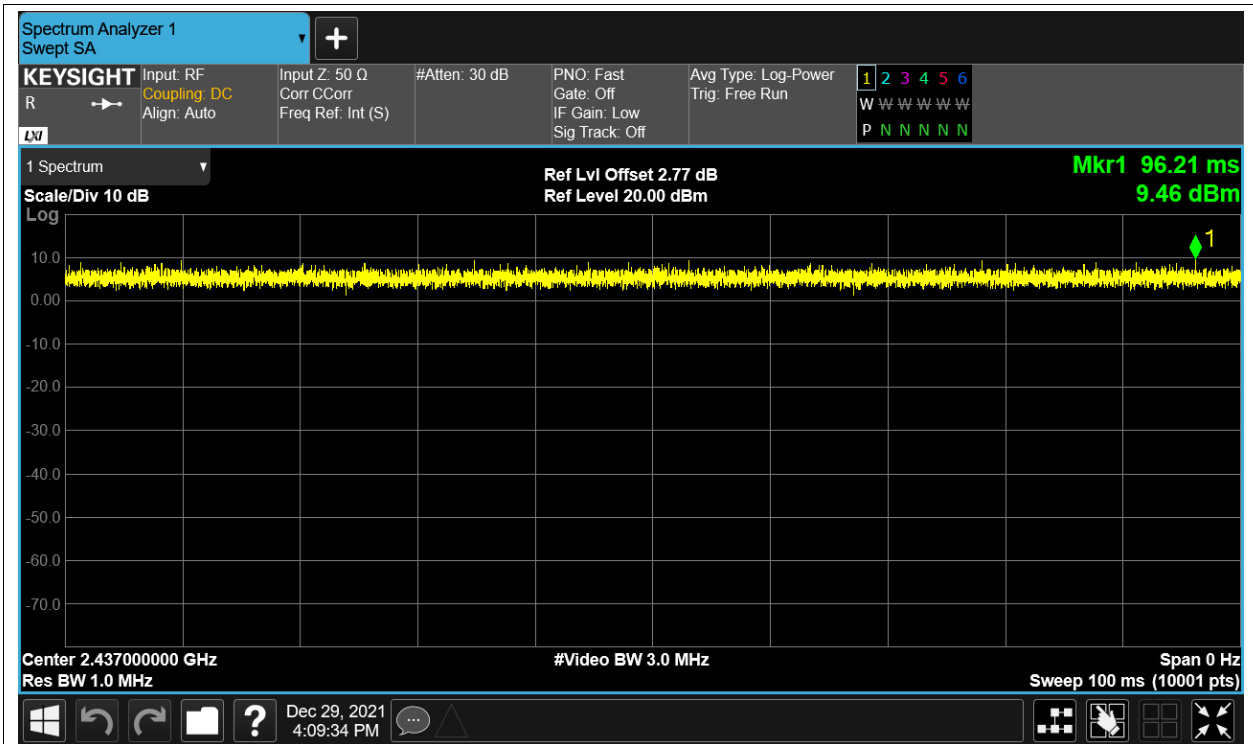 Spectrum Analyzer 1
Swept SA
KEYSIGHT
R
LXI
Input: RF
Coupling: DC
Align: Auto
Input Z: 50 Ω
Corr CCorr
Freq Ref: Int (S)
#Atten: 30 dB
PNO: Fast
Gate: Off
IF Gain: Low
Sig Track: Off
Avg Type: Log-Power
Trig: Free Run
1 2 3 4 5 6
W W W W W W
P N N N N N
1 Spectrum
Scale/Div 10 dB
Ref Lvl Offset 2.77 dB
Ref Level 20.00 dBm
Mkr1 96.21 ms
9.46 dBm
Log
1
10.0
0.00
-10.0
-20.0
-30.0
-40.0
-50.0
-60.0
-70.0
Center 2.437000000 GHz
Res BW 1.0 MHz
#Video BW 3.0 MHz
Span 0 Hz
Sweep 100 ms (10001 pts)
?
Dec 29, 2021
4:09:34 PM